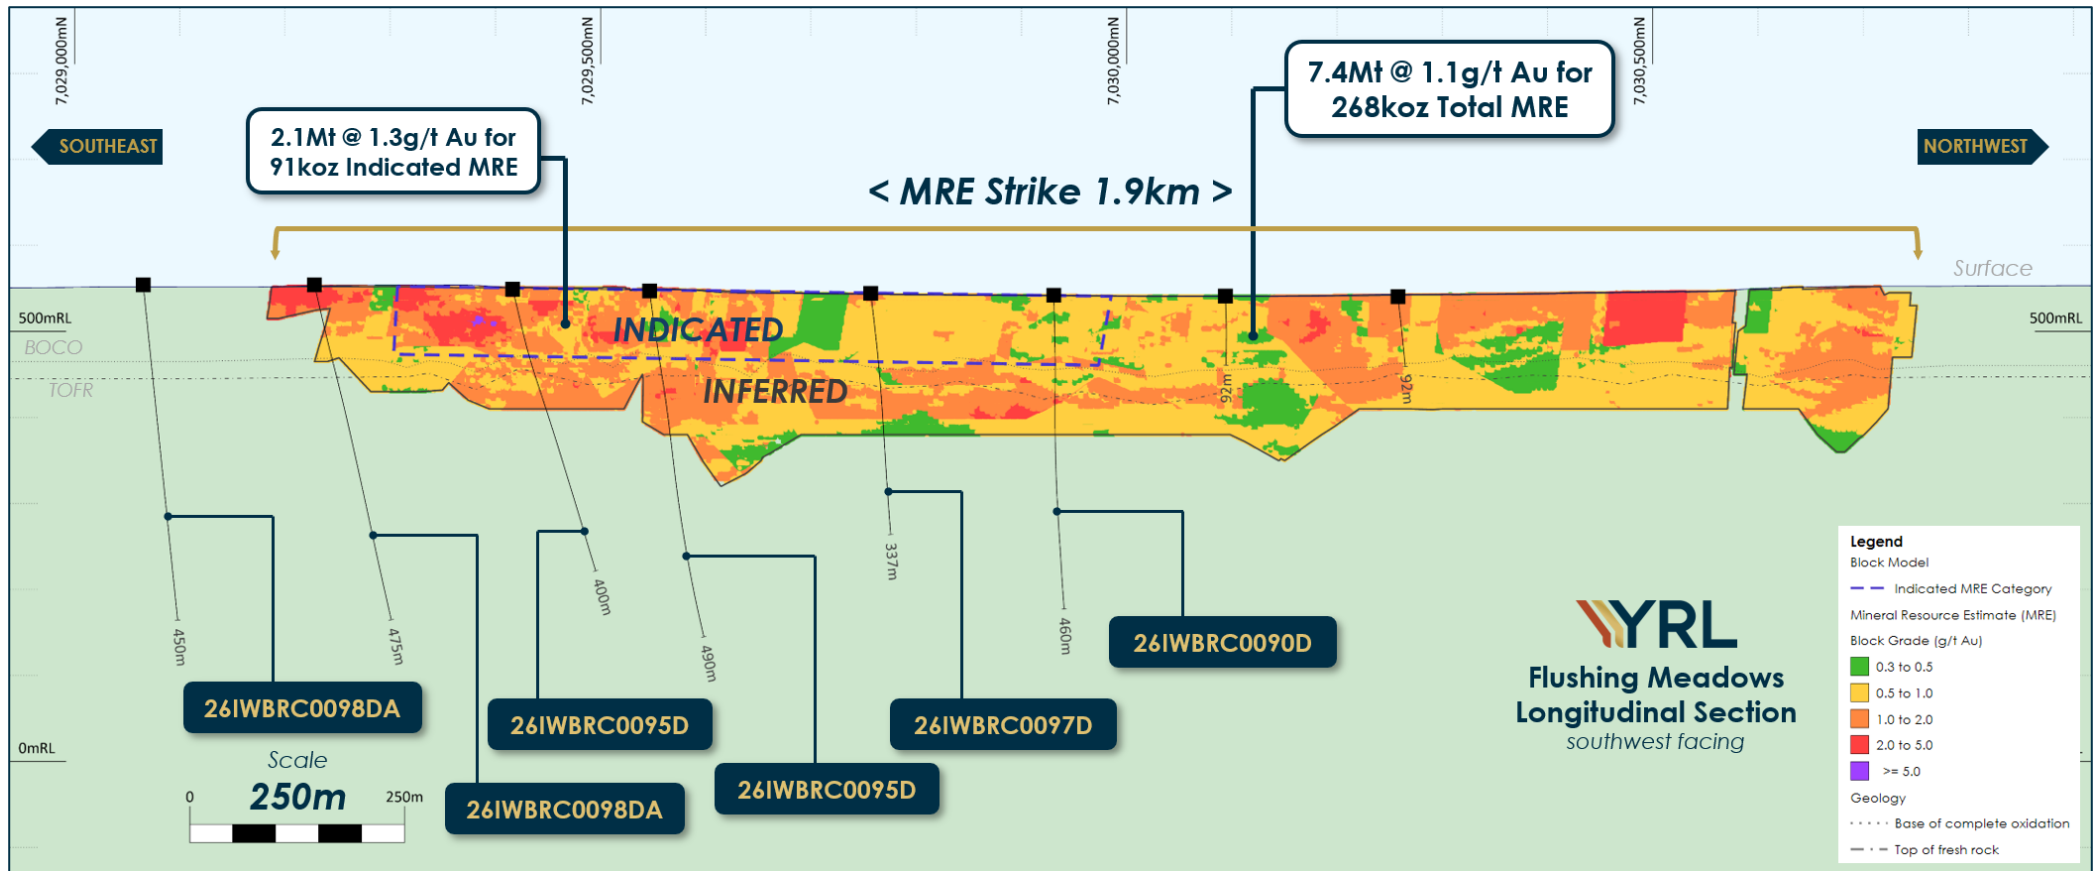 7,029,000mN
7,029,500mN
7,030,000mN
7,030,500mN
SOUTHEAST
NORTHWEST
2.1Mt @ 1.3g/t Au for
91koz Indicated MRE
7.4Mt @ 1.1g/t Au for
268koz Total MRE
< MRE Strike 1.9km >
Surface
500mRL
500mRL
BOCO
TOFR
INDICATED
INFERRED
92m
92m
450m
475m
400m
490m
337m
460m
26IWBRC0098DA
26IWBRC0098DA
26IWBRC0095D
26IWBRC0095D
26IWBRC0097D
26IWBRC0090D
0mRL
Scale
250m
0
250m
YRL
Flushing Meadows
Longitudinal Section
southwest facing
Legend
Block Model
Indicated MRE Category
Mineral Resource Estimate (MRE)
Block Grade (g/t Au)
0.3 to 0.5
0.5 to 1.0
1.0 to 2.0
2.0 to 5.0
>= 5.0
Geology
Base of complete oxidation
Top of fresh rock